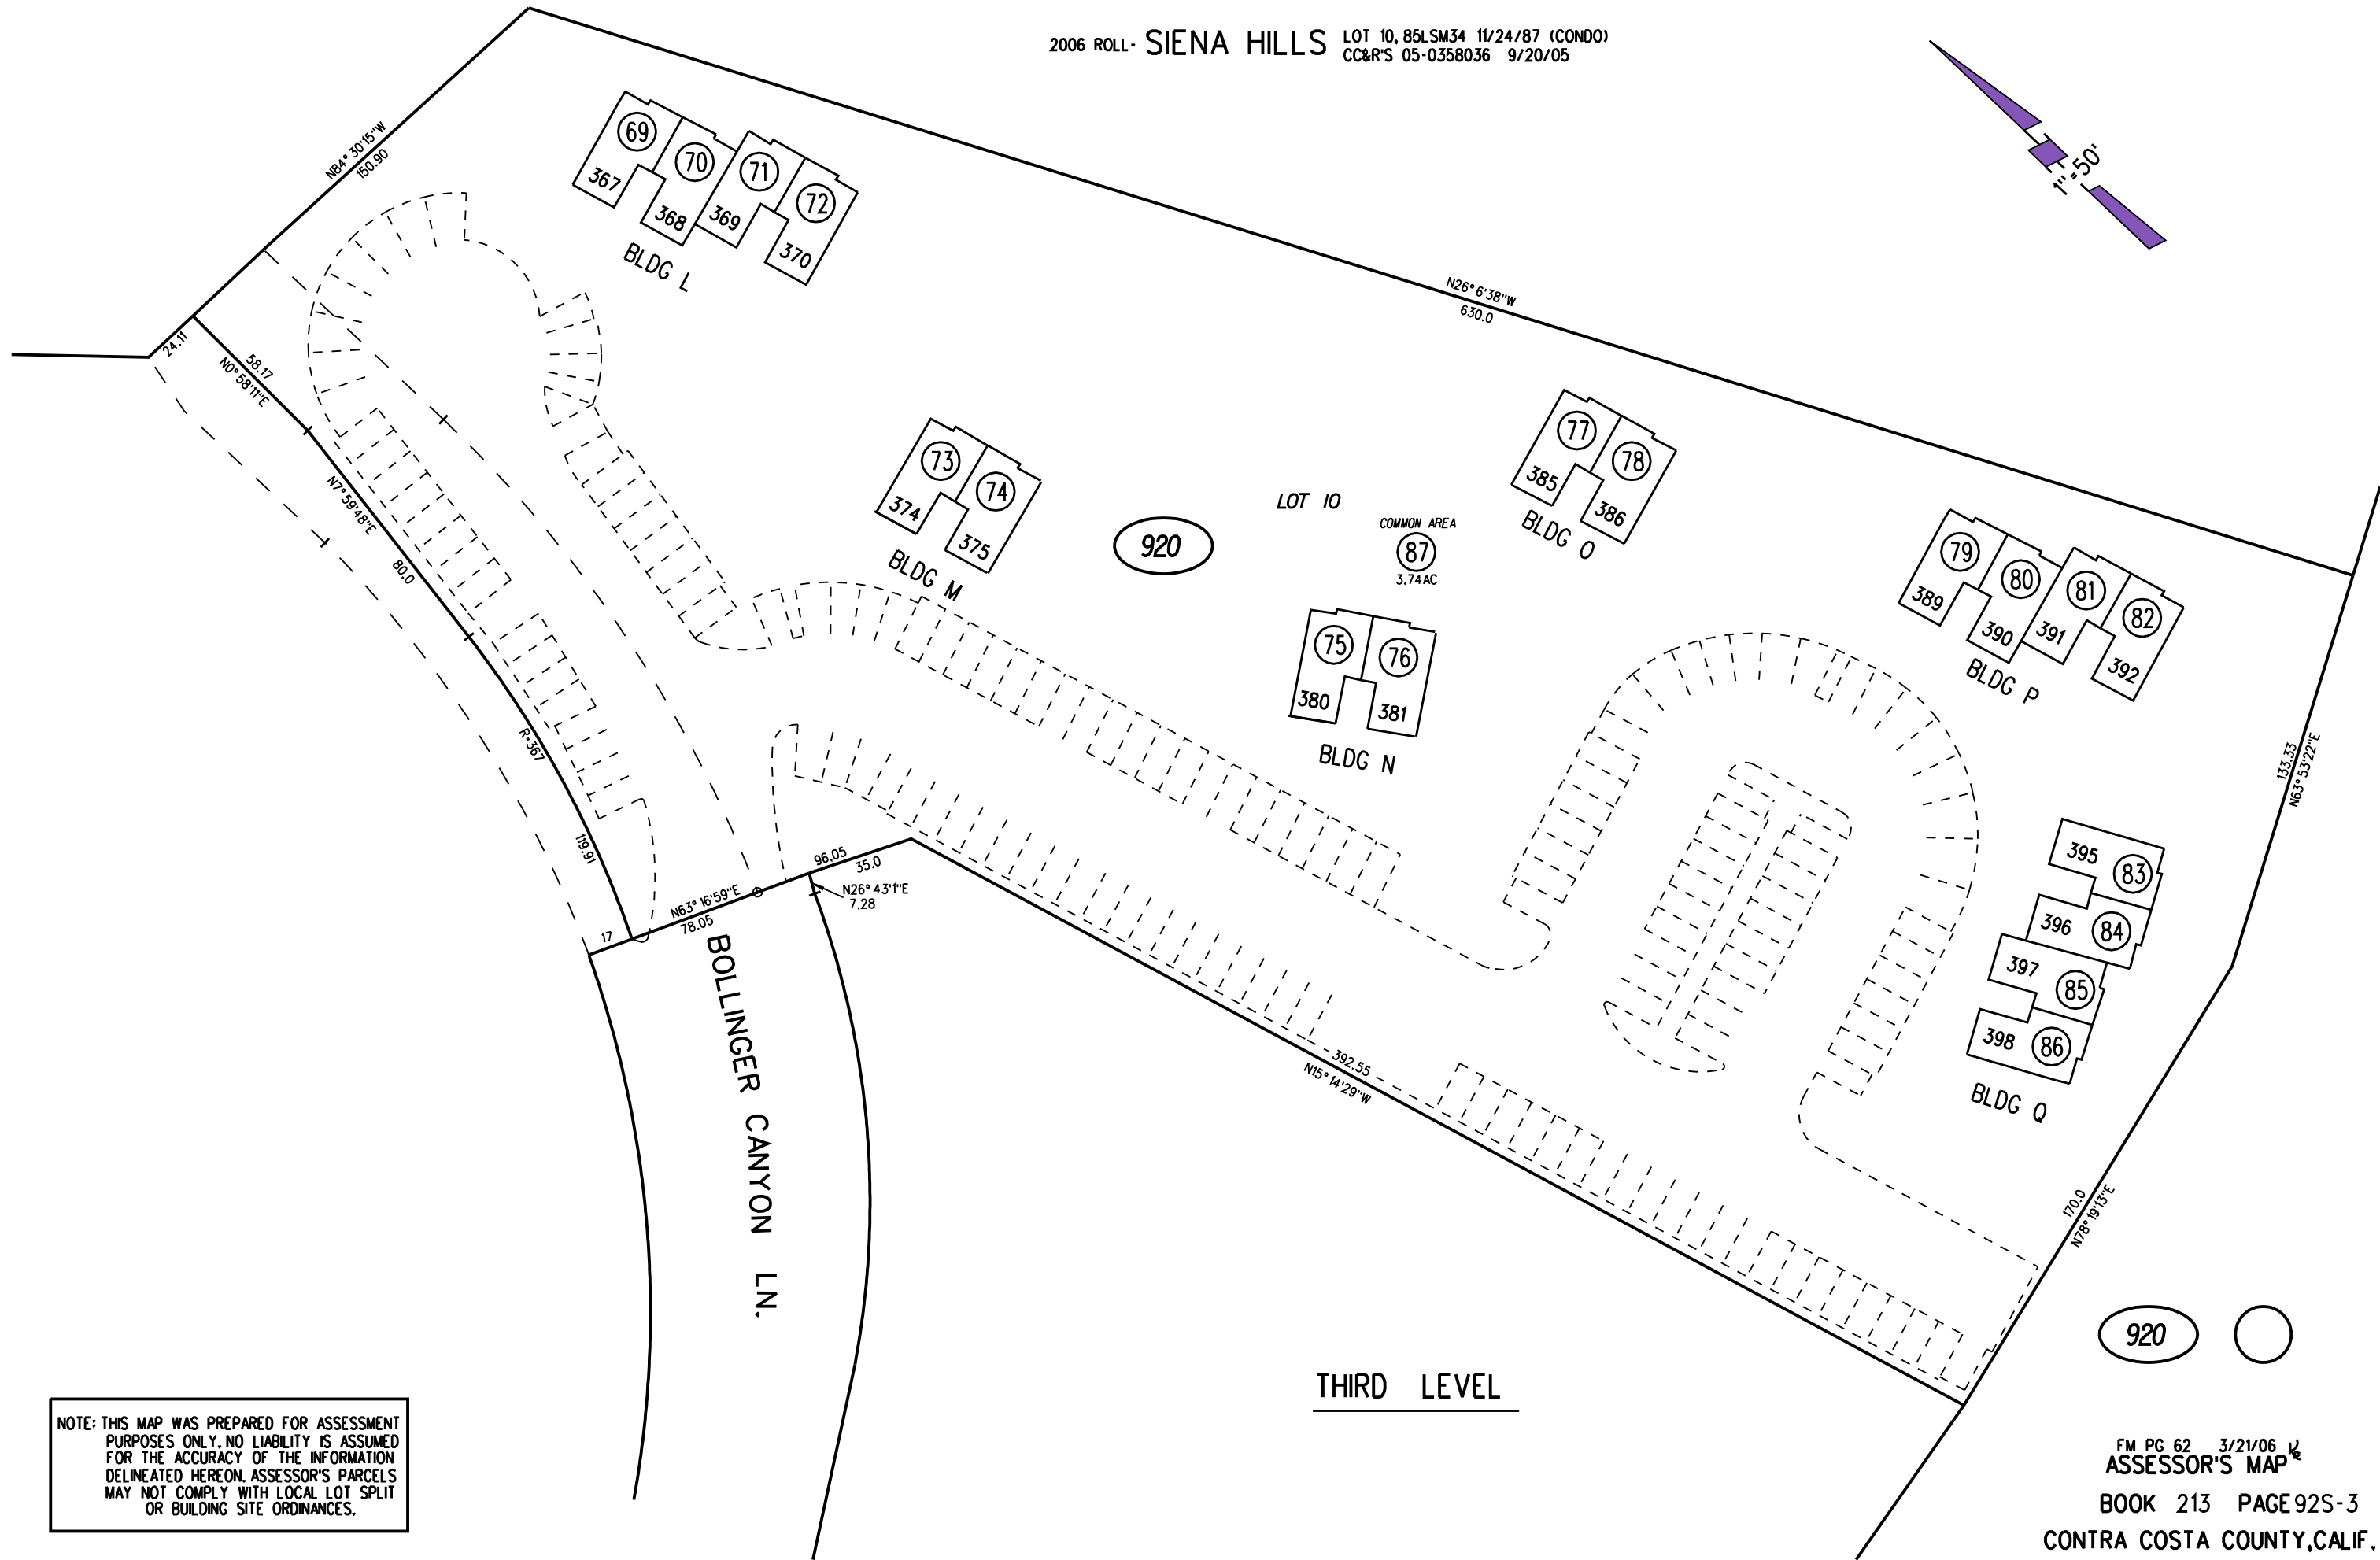 2006 ROLL- SIENA HILLS LOT 10, 85LSM34 11/24/87 (CONDO)
CC&R'S 05-0358036 9/20/05
1"=50'
N84°30'15"W
150.90
24.11
58.17
N0°58'11"E
N7°59'48"E
80.0
R=367
119.91
N26°6'38"W
630.0
69
367
70
368
71
369
72
370
BLDG L
73
374
74
375
BLDG M
920
LOT 10
COMMON AREA
87
3.74AC
75
380
76
381
BLDG N
77
385
78
386
BLDG O
79
389
80
390
81
391
82
392
BLDG P
133.33
N63°53'22"E
395
83
396
84
397
85
398
86
BLDG Q
170.0
N78°19'13"E
96.05
35.0
N63°16'59"E
78.05
17
N26°43'1"E
7.28
392.55
N15°14'29"W
BOLLINGER CANYON LN.
THIRD LEVEL
920
NOTE: THIS MAP WAS PREPARED FOR ASSESSMENT
PURPOSES ONLY. NO LIABILITY IS ASSUMED
FOR THE ACCURACY OF THE INFORMATION
DELINEATED HEREON. ASSESSOR'S PARCELS
MAY NOT COMPLY WITH LOCAL LOT SPLIT
OR BUILDING SITE ORDINANCES.
FM PG 62 3/21/06
ASSESSOR'S MAP
BOOK 213 PAGE 92S-3
CONTRA COSTA COUNTY, CALIF.